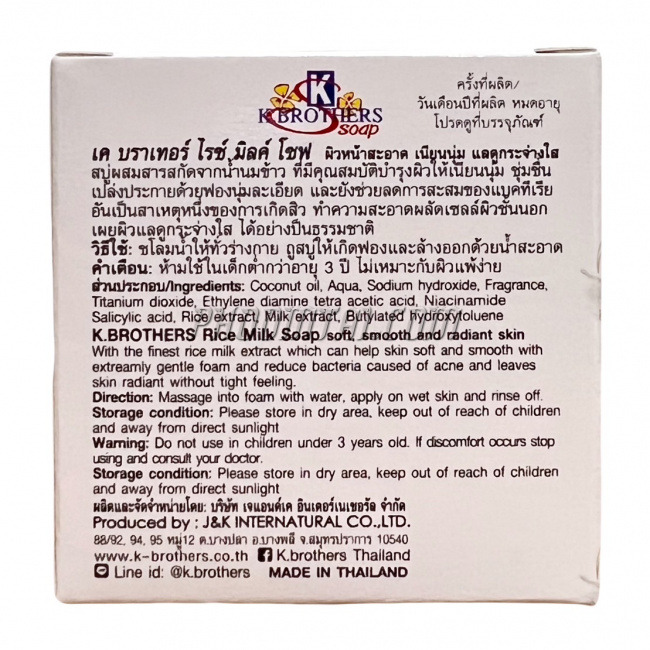 K
K.BROTHERS
soap
ครั้งที่ผลิต/
วันเดือนปีที่ผลิต หมดอายุ
โปรดดูที่บรรจุภัณฑ์
เค บราเทอร์ ไรซ์ มิลค์ โซฟ ผิวหน้าสะอาด เนียนนุ่ม แลดูกระจ่างใส
สบู่ผสมสารสกัดจากน้ำนมข้าว ที่มีคุณสมบัติบำรุงผิวให้เนียนนุ่ม ชุ่มชื่น
เปล่งประกายด้วยฟองนุ่มละเอียด และยังช่วยลดการสะสมของแบคทีเรีย
อันเป็นสาเหตุหนึ่งของการเกิดสิว ทำความสะอาดผลัดเซลล์ผิวชั้นนอก
เผยผิวแลดูกระจ่างใส ได้อย่างเป็นธรรมชาติ
วิธีใช้: ชโลมน้ำให้ทั่วร่างกาย ถูสบู่ให้เกิดฟองและล้างออกด้วยน้ำสะอาด
คำเตือน: ห้ามใช้ในเด็กต่ำกว่าอายุ 3 ปี ไม่เหมาะกับผิวแพ้ง่าย
ส่วนประกอบ/Ingredients: Coconut oil, Aqua, Sodium hydroxide, Fragrance,
Titanium dioxide, Ethylene diamine tetra acetic acid, Niacinamide
Salicylic acid, Rice extract, Milk extract, Butylated hydroxytoluene
K.BROTHERS Rice Milk Soap soft, smooth and radiant skin
With the finest rice milk extract which can help skin soft and smooth with
extreamly gentle foam and reduce bacteria caused of acne and leaves
skin radiant without tight feeling.
Direction: Massage into foam with water, apply on wet skin and rinse off.
Storage condition: Please store in dry area, keep out of reach of children
and away from direct sunlight
Warning: Do not use in children under 3 years old. If discomfort occurs stop
using and consult your doctor.
Storage condition: Please store in dry area, keep out of reach of children
and away from direct sunlight
ผลิตและจัดจำหน่ายโดย: บริษัท เจแอนด์เค อินเตอร์เนเชอรัล จำกัด
Produced by : J&K INTERNATURAL CO.,LTD.
88/92, 94, 95 หมู่12 ต.บางปลา อ.บางพลี จ.สมุทรปราการ 10540
www.k-brothers.co.th K.brothers Thailand
Line id: @k.brothers MADE IN THAILAND